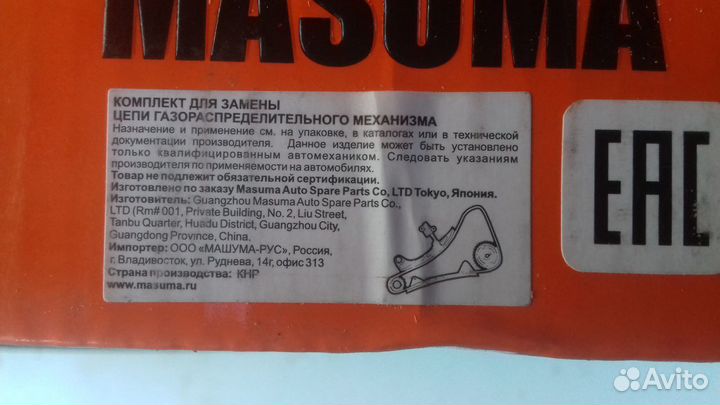 MASUMA
КОМПЛЕКТ ДЛЯ ЗАМЕНЫ
ЦЕПИ ГАЗОРАСПРЕДЕЛИТЕЛЬНОГО МЕХАНИЗМА
Назначение и применение см. на упаковке, в каталогах или в технической
документации производителя. Данное изделие может быть установлено
только квалифицированным автомехаником. Следовать указаниям
производителя по применяемости на автомобилях.
Товар не подлежит обязательной сертификации.
Изготовлено по заказу Masuma Auto Spare Parts Co, LTD Tokyo, Япония.
Изготовитель: Guangzhou Masuma Auto Spare Parts Co.,
LTD (Rm# 001, Private Building, No. 2, Liu Street,
Tanbu Quarter, Huadu District, Guangzhou City,
Guangdong Province, China.
Импортер: ООО «МАШУМА-РУС», Россия,
г. Владивосток, ул. Руднева, 14г, офис 313
Страна производства: КНР
www.masuma.ru
EAC
Avito